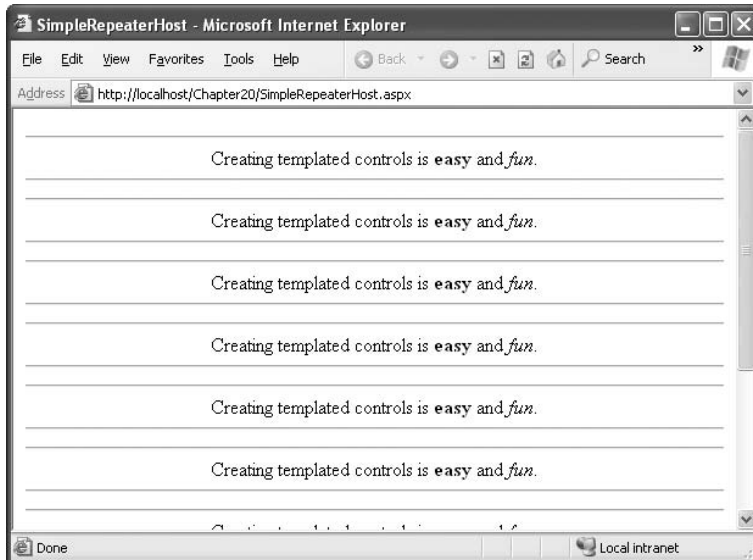 SimpleRepeaterHost - Microsoft Internet Explorer
File Edit View Favorites Tools Help Back Search »
Address http://localhost/Chapter20/SimpleRepeaterHost.aspx
Creating templated controls is easy and fun.
Creating templated controls is easy and fun.
Creating templated controls is easy and fun.
Creating templated controls is easy and fun.
Creating templated controls is easy and fun.
Creating templated controls is easy and fun.
Done Local intranet